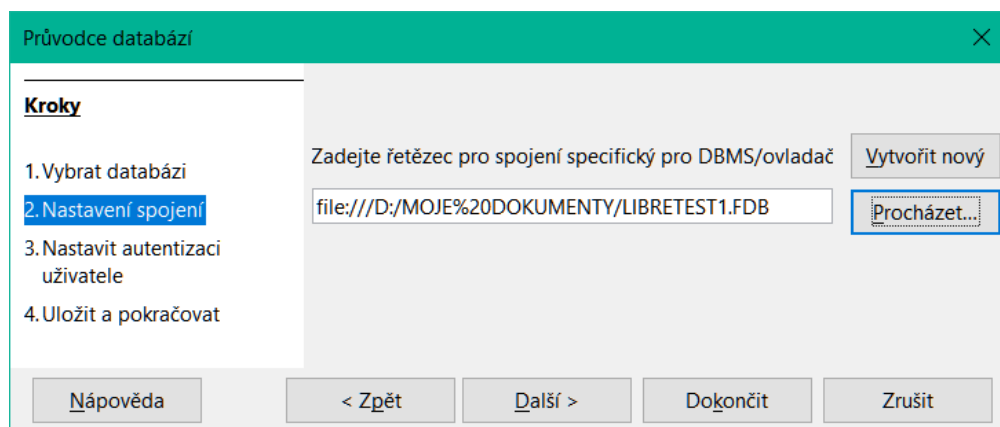 Průvodce databází
Kroky
1. Vybrat databázi
2. Nastavení spojení
3. Nastavit autentizaci
uživatele
4. Uložit a pokračovat
Zadejte řetězec pro spojení specifický pro DBMS/ovladač
Vytvořit nový
file:///D:/MOJE%20DOKUMENTY/LIBRETEST1.FDB
Procházet...
Nápověda
< Zpět
Další >
Dokončit
Zrušit